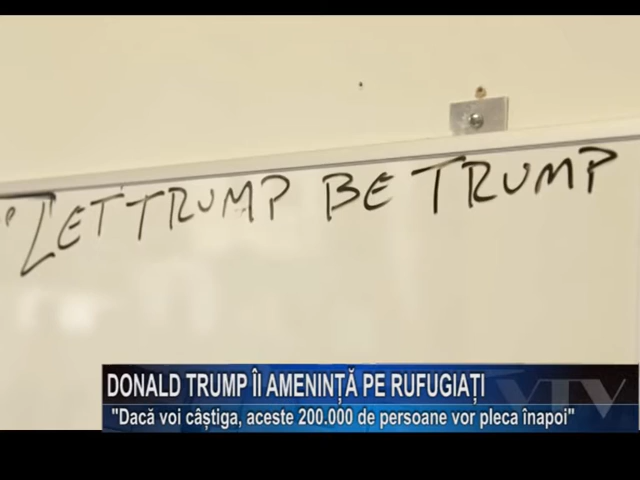 "LET TRUMP BE TRUMP
DONALD TRUMP ÎI AMENINȚĂ PE RUFUGIAȚI
"Dacă voi câștiga, aceste 200.000 de persoane vor pleca înapoi"
VTV